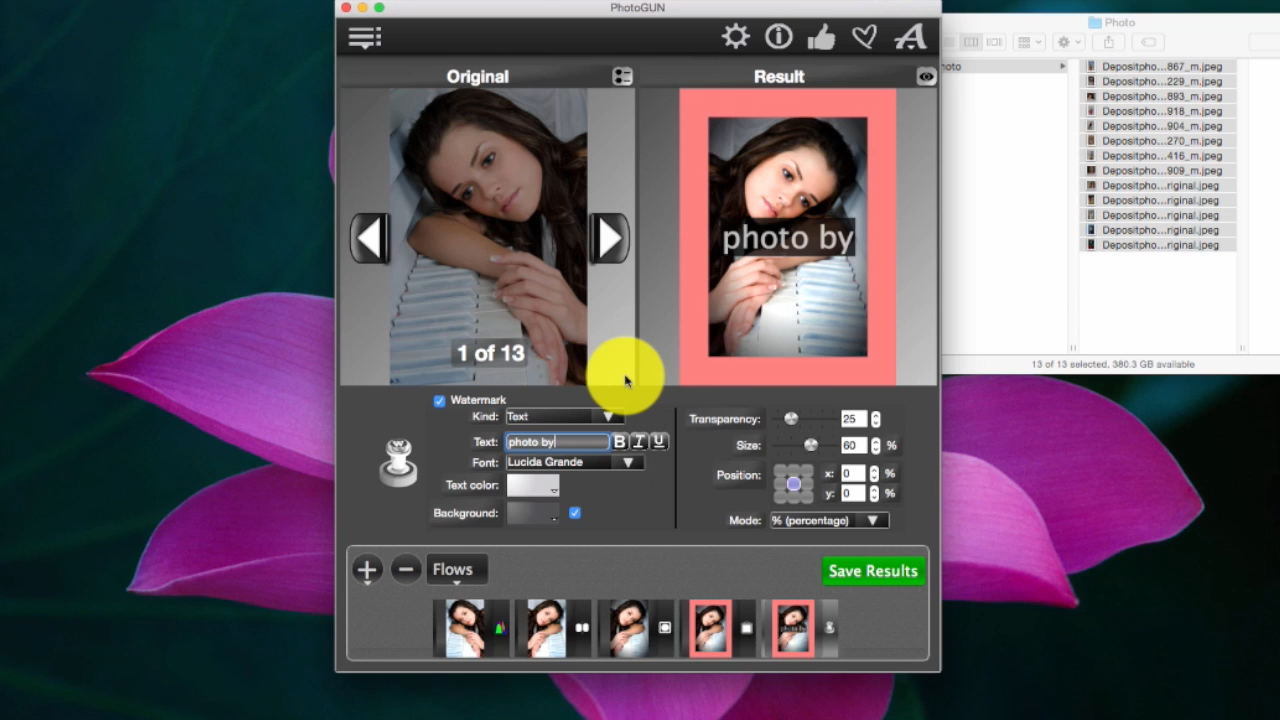 PhotoGUN
Photo
Original
Result
oto
Depositpho...867_m.jpeg
Depositpho...229_m.jpeg
Depositpho...893_m.jpeg
Depositpho...918_m.jpeg
Depositpho...904_m.jpeg
Depositpho...270_m.jpeg
Depositpho...416_m.jpeg
Depositpho...909_m.jpeg
Depositpho...riginal.jpeg
Depositpho...riginal.jpeg
Depositpho...riginal.jpeg
Depositpho...riginal.jpeg
Depositpho...riginal.jpeg
13 of 13 selected, 380.3 GB available
photo by
1 of 13
Watermark
Kind: Text
Text: photo by B I U
Font: Lucida Grande
Text color:
Background:
Transparency: 25
Size: 60 %
Position: x: 0 %
y: 0 %
Mode: % (percentage)
Flows
Save Results
photo by